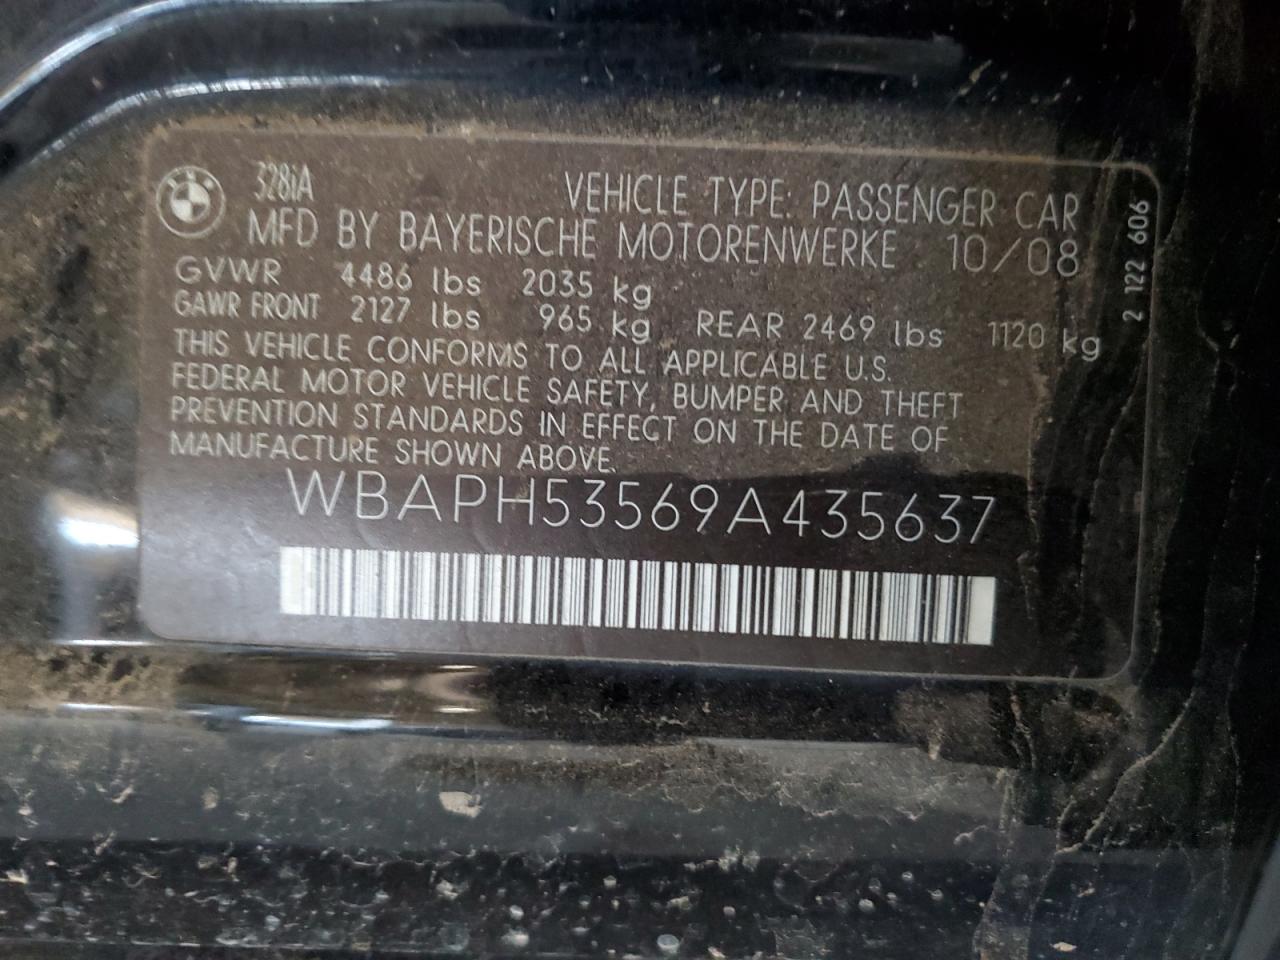 328iA
VEHICLE TYPE: PASSENGER CAR
MFD BY BAYERISCHE MOTORENWERKE 10/08
GVWR 4486 lbs 2035 kg
GAWR FRONT 2127 lbs 965 kg REAR 2469 lbs 1120 kg
THIS VEHICLE CONFORMS TO ALL APPLICABLE U.S.
FEDERAL MOTOR VEHICLE SAFETY, BUMPER, AND THEFT
PREVENTION STANDARDS IN EFFECT ON THE DATE OF
MANUFACTURE SHOWN ABOVE.
WBAPH53569A435637
2 122 606
BMW